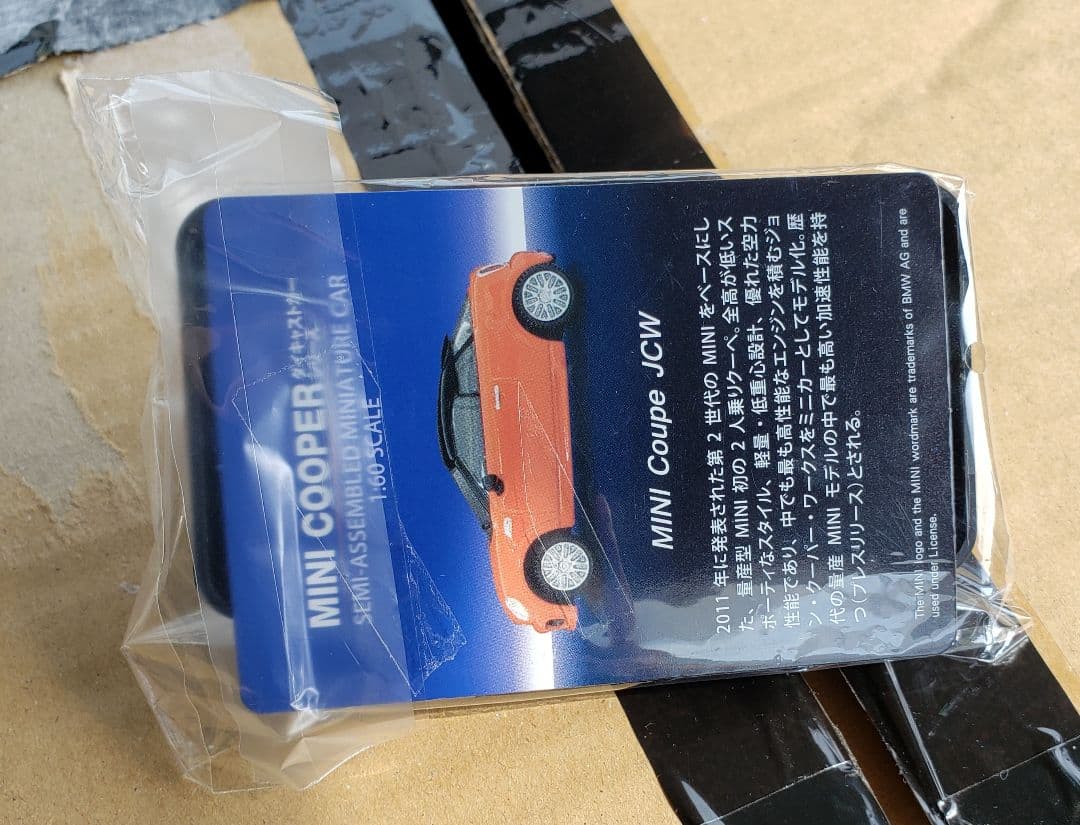 MINI COOPER ダイキャストカー
SEMI-ASSEMBLED MINIATURE CAR
1:60 SCALE
MINI Coupe JCW
2011 年に発表された第 2 世代の MINI をベースにし
た、量産型 MINI 初の 2 人乗りクーペ。全高が低いス
ポーティなスタイル、軽量・低重心設計、優れた空力
性能であり、中でも最も高性能なエンジンを積むジョ
ン・クーパー・ワークスをミニカーとしてモデル化。歴
代の量産 MINI モデルの中で最も高い加速性能を持
つ(プレスリリース)とされる。
The MINI logo and the MINI wordmark are trademarks of BMW AG and are
used under License.